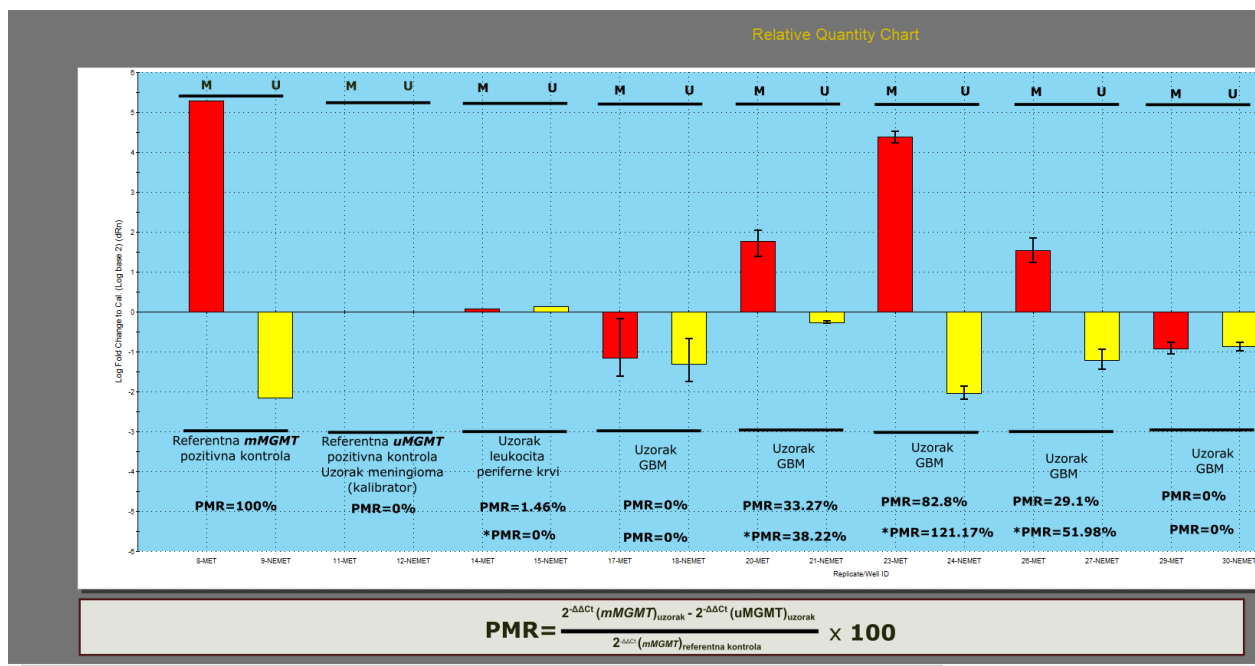 Relative Quantity Chart
Log Fold Change to Cal. (Log base 2) (dRn)
6
5
4
3
2
1
0
-1
-2
-3
-4
-5
-6
M U M U M U M U M U M U M U M U
Referentna mMGMT
pozitivna kontrola
PMR=100%
Referentna uMGMT
pozitivna kontrola
Uzorak meningioma
(kalibrator)
PMR=0%
Uzorak
leukocita
periferne krvi
PMR=1.46%
*PMR=0%
Uzorak
GBM
PMR=0%
PMR=0%
Uzorak
GBM
PMR=33.27%
*PMR=38.22%
Uzorak
GBM
PMR=82.8%
*PMR=121.17%
Uzorak
GBM
PMR=29.1%
*PMR=51.98%
Uzorak
GBM
PMR=0%
PMR=0%
8-MET 9-NEMET 11-MET 12-NEMET 14-MET 15-NEMET 17-MET 18-NEMET 20-MET 21-NEMET 23-MET 24-NEMET 26-MET 27-NEMET 29-MET 30-NEMET
Replicate/Well ID
2-ΔΔCt (mMGMT)uzorak - 2-ΔΔCt (uMGMT)uzorak
PMR= x 100
2-ΔΔCt (mMGMT)referentna kontrola